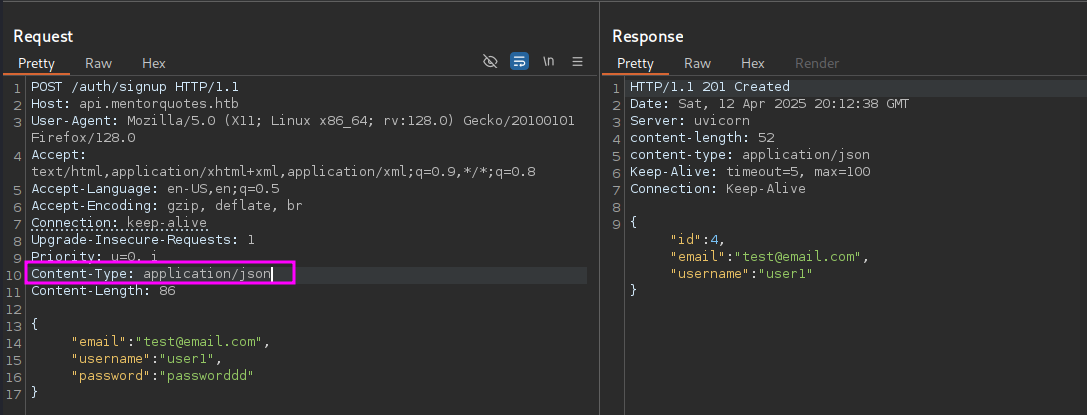 Request
Pretty Raw Hex
\n
1 POST /auth/signup HTTP/1.1
2 Host: api.mentorquotes.htb
3 User-Agent: Mozilla/5.0 (X11; Linux x86_64; rv:128.0) Gecko/20100101
Firefox/128.0
4 Accept:
text/html,application/xhtml+xml,application/xml;q=0.9,*/*;q=0.8
5 Accept-Language: en-US,en;q=0.5
6 Accept-Encoding: gzip, deflate, br
7 Connection: keep-alive
8 Upgrade-Insecure-Requests: 1
9 Priority: u=0, i
10 Content-Type: application/json
11 Content-Length: 86
12
13 {
14 "email":"test@email.com",
15 "username":"user1",
16 "password":"passworddd"
17 }
Response
Pretty Raw Hex Render
1 HTTP/1.1 201 Created
2 Date: Sat, 12 Apr 2025 20:12:38 GMT
3 Server: uvicorn
4 content-length: 52
5 content-type: application/json
6 Keep-Alive: timeout=5, max=100
7 Connection: Keep-Alive
8
9 {
"id":4,
"email":"test@email.com",
"username":"user1"
}